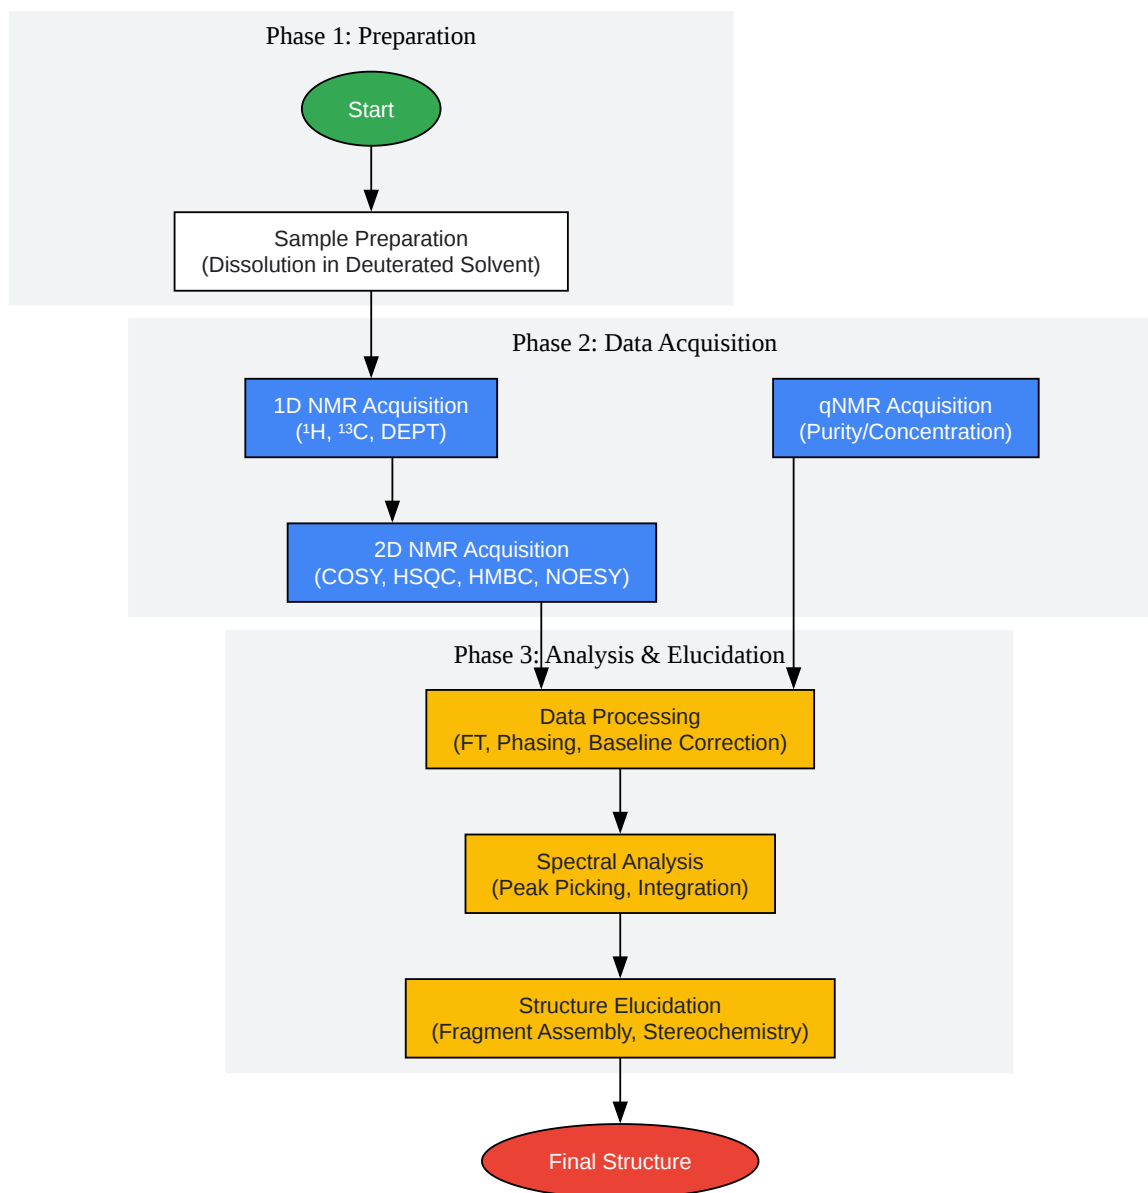 Phase 1: Preparation
Start
Sample Preparation
(Dissolution in Deuterated Solvent)
Phase 2: Data Acquisition
1D NMR Acquisition
(¹H, ¹³C, DEPT)
qNMR Acquisition
(Purity/Concentration)
2D NMR Acquisition
(COSY, HSQC, HMBC, NOESY)
Phase 3: Analysis & Elucidation
Data Processing
(FT, Phasing, Baseline Correction)
Spectral Analysis
(Peak Picking, Integration)
Structure Elucidation
(Fragment Assembly, Stereochemistry)
Final Structure